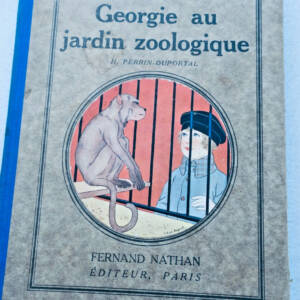 Georgie au
jardin zoologique
H. PERRIN-DUPORTAL
FERNAND NATHAN
ÉDITEUR, PARIS